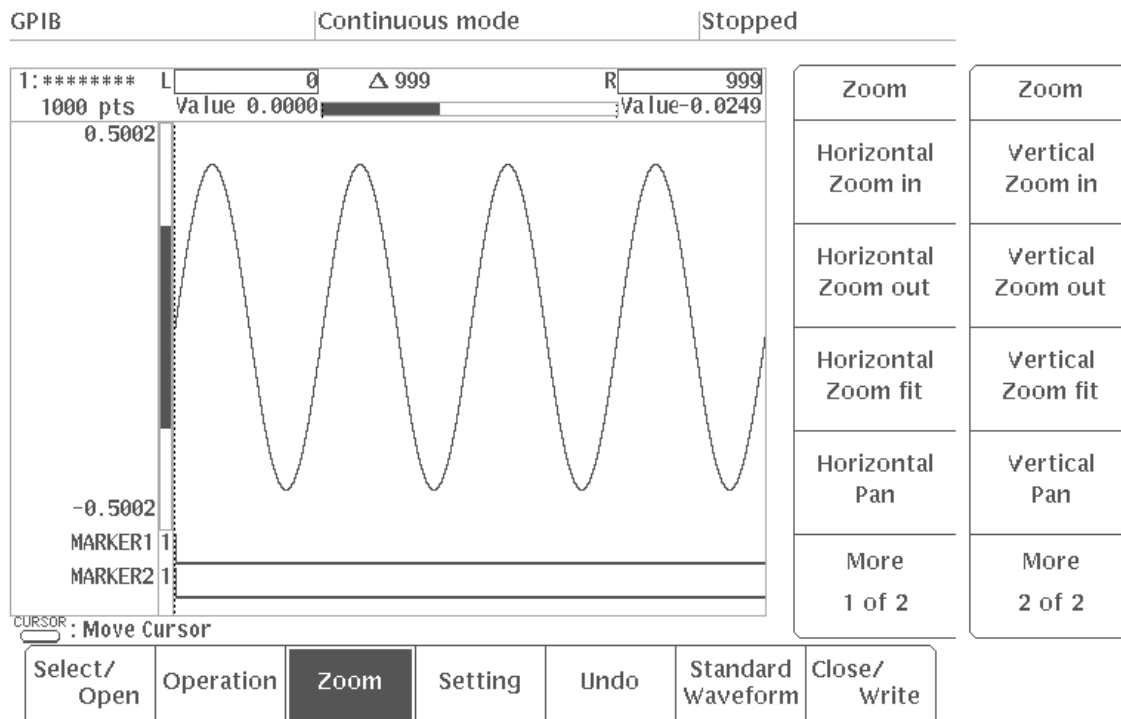 GPIB Continuous mode Stopped
1:******** L 0 Δ 999 R 999
1000 pts Value 0.0000 Value-0.0249
0.5002
-0.5002
MARKER1 1
MARKER2 1
CURSOR : Move Cursor
Zoom
Horizontal
Zoom in
Horizontal
Zoom out
Horizontal
Zoom fit
Horizontal
Pan
More
1 of 2
Zoom
Vertical
Zoom in
Vertical
Zoom out
Vertical
Zoom fit
Vertical
Pan
More
2 of 2
Select/
Open
Operation
Zoom
Setting
Undo
Standard
Waveform
Close/
Write